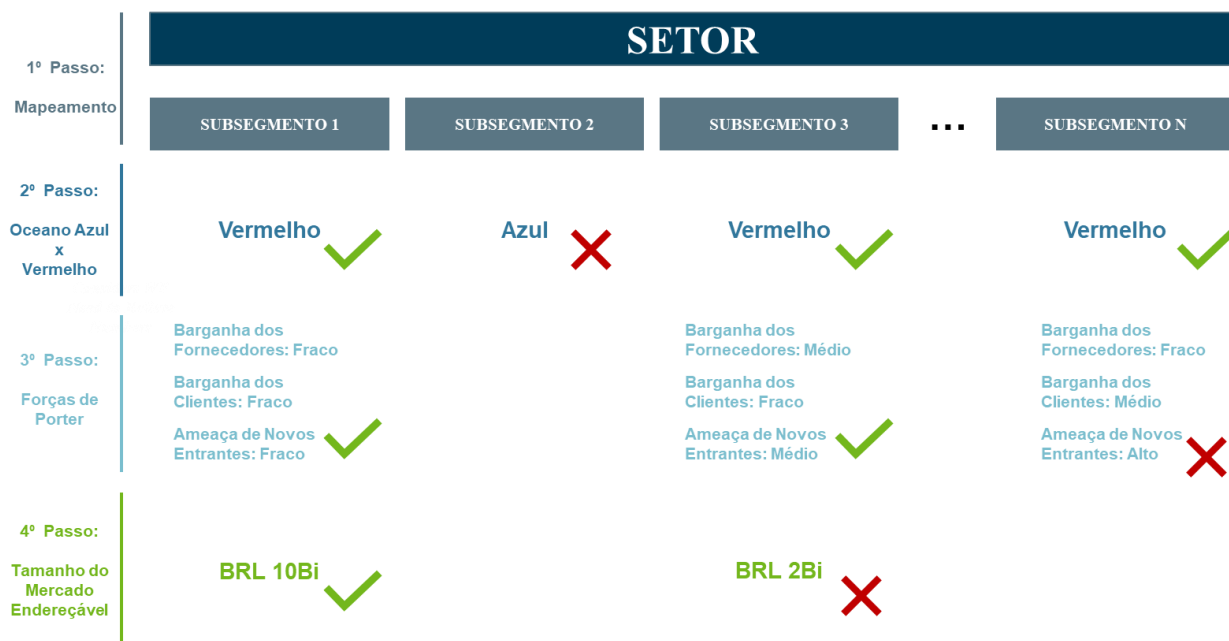 SETOR
1º Passo:
Mapeamento
SUBSEGMENTO 1
SUBSEGMENTO 2
SUBSEGMENTO 3
...
SUBSEGMENTO N
2º Passo:
Oceano Azul
x
Vermelho
Vermelho
Azul
Vermelho
Vermelho
3º Passo:
Forças de
Porter
Barganha dos
Fornecedores: Fraco
Barganha dos
Clientes: Fraco
Ameaça de Novos
Entrantes: Fraco
Barganha dos
Fornecedores: Médio
Barganha dos
Clientes: Fraco
Ameaça de Novos
Entrantes: Médio
Barganha dos
Fornecedores: Fraco
Barganha dos
Clientes: Médio
Ameaça de Novos
Entrantes: Alto
4º Passo:
Tamanho do
Mercado
Endereçável
BRL 10Bi
BRL 2Bi